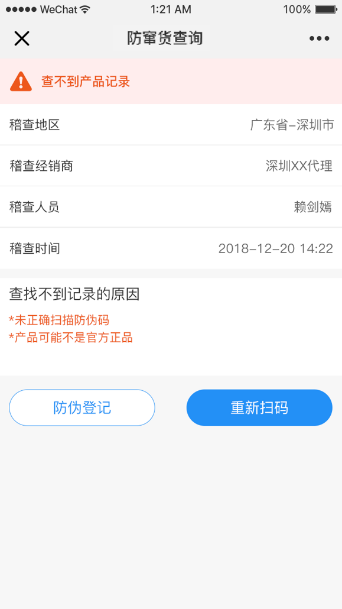 WeChat 1:21 AM 100%
防窜货查询
查不到产品记录
稽查地区 广东省-深圳市
稽查经销商 深圳XX代理
稽查人员 赖剑嫣
稽查时间 2018-12-20 14:22
查找不到记录的原因
*未正确扫描防伪码
*产品可能不是官方正品
防伪登记 重新扫码